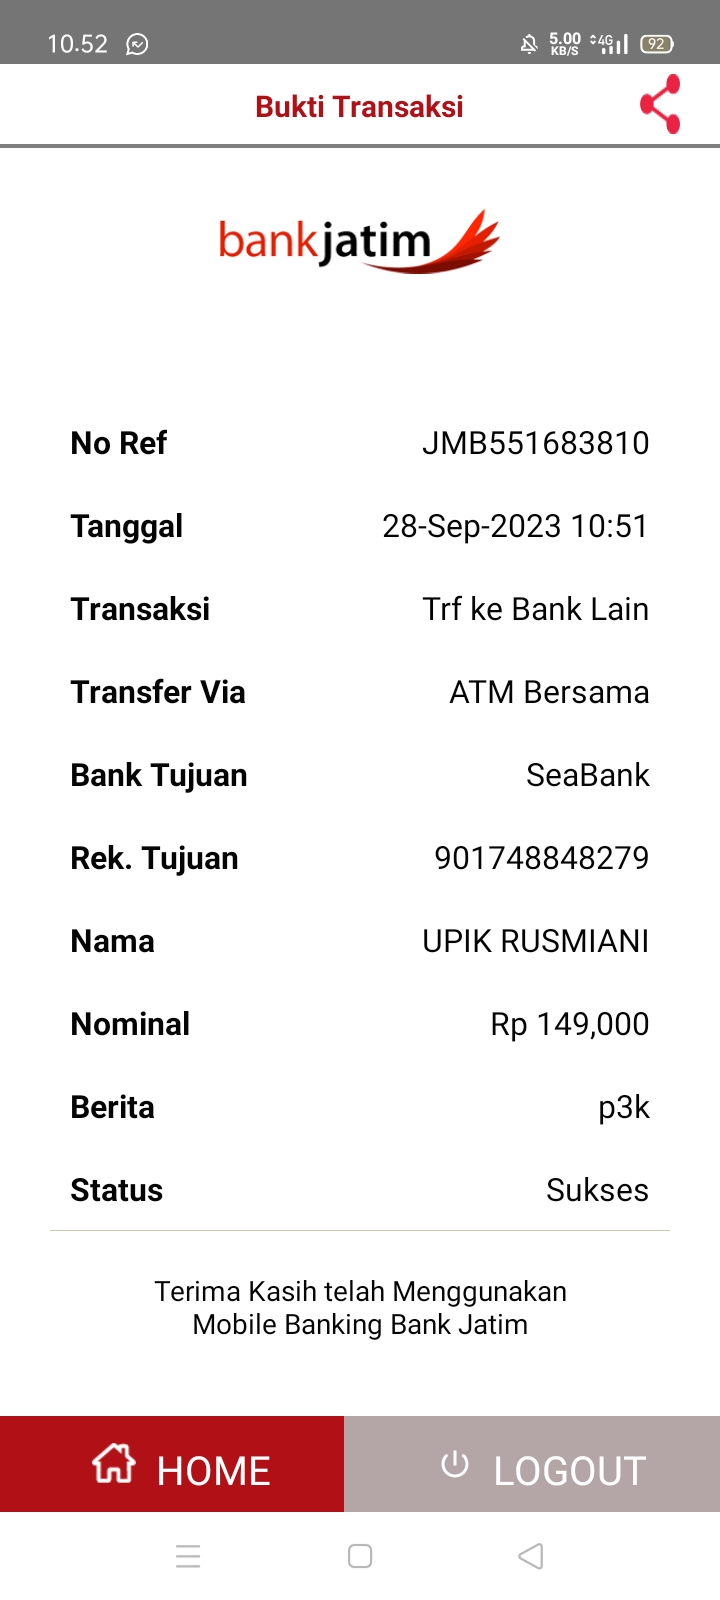 10.52
5.00 KB/S 4G 92
Bukti Transaksi
bankjatim
No Ref JMB551683810
Tanggal 28-Sep-2023 10:51
Transaksi Trf ke Bank Lain
Transfer Via ATM Bersama
Bank Tujuan SeaBank
Rek. Tujuan 901748848279
Nama UPIK RUSMIANI
Nominal Rp 149,000
Berita p3k
Status Sukses
Terima Kasih telah Menggunakan
Mobile Banking Bank Jatim
HOME LOGOUT